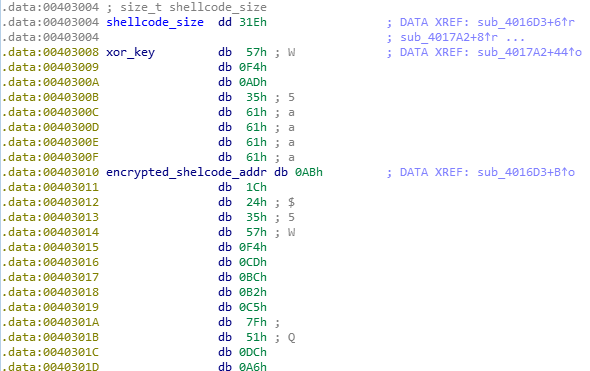 .data:00403004 ; size_t shellcode_size
.data:00403004 shellcode_size dd 31Eh ; DATA XREF: sub_4016D3+6↑r
.data:00403004 ; sub_4017A2+8↑r ...
.data:00403008 xor_key db 57h ; W ; DATA XREF: sub_4017A2+44↑o
.data:00403009 db 0F4h
.data:0040300A db 0ADh
.data:0040300B db 35h ; 5
.data:0040300C db 61h ; a
.data:0040300D db 61h ; a
.data:0040300E db 61h ; a
.data:0040300F db 61h ; a
.data:00403010 encrypted_shelcode_addr db 0ABh ; DATA XREF: sub_4016D3+B↑o
.data:00403011 db 1Ch
.data:00403012 db 24h ; $
.data:00403013 db 35h ; 5
.data:00403014 db 57h ; W
.data:00403015 db 0F4h
.data:00403016 db 0CDh
.data:00403017 db 0BCh
.data:00403018 db 0B2h
.data:00403019 db 0C5h
.data:0040301A db 7Fh ;
.data:0040301B db 51h ; Q
.data:0040301C db 0DCh
.data:0040301D db 0A6h